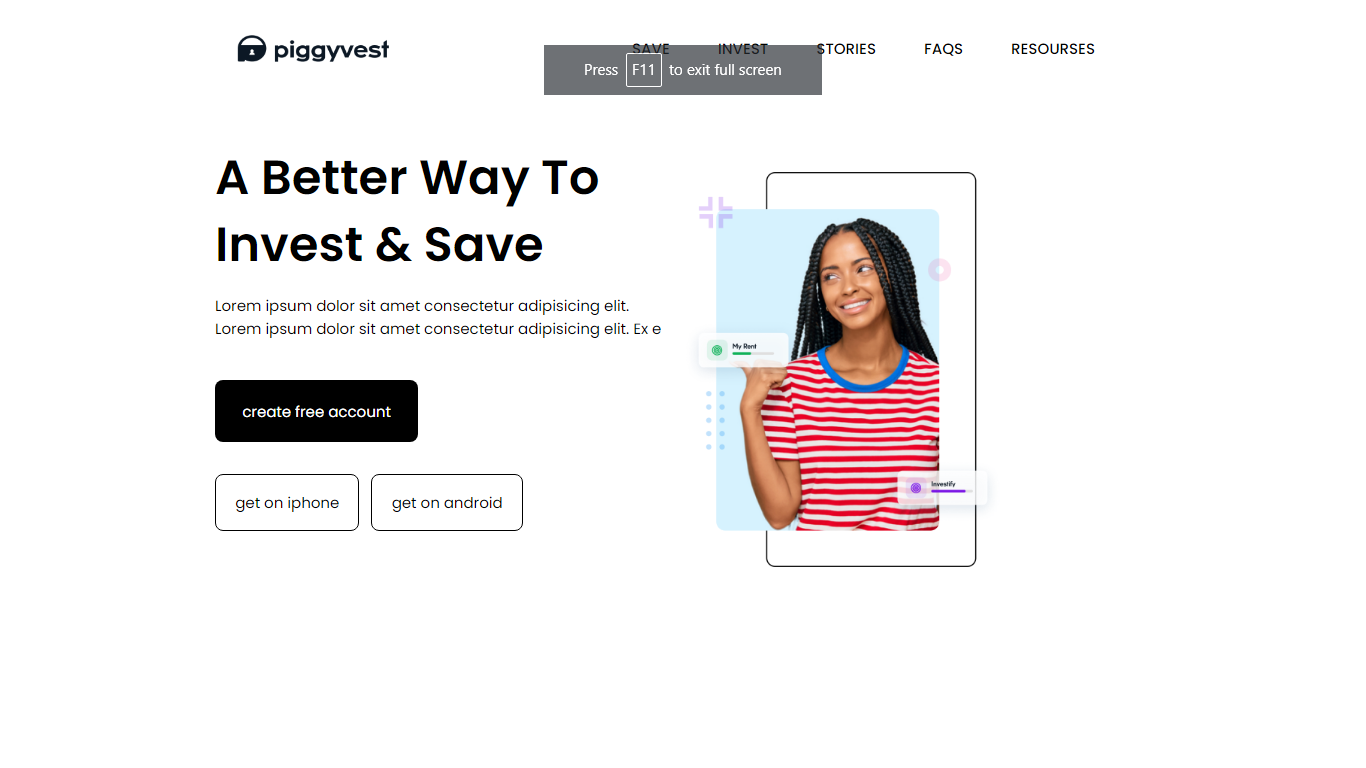 piggyvest
SAVE INVEST STORIES FAQS RESOURSES
Press F11 to exit full screen
A Better Way To
Invest & Save
Lorem ipsum dolor sit amet consectetur adipisicing elit.
Lorem ipsum dolor sit amet consectetur adipisicing elit. Ex e
My Rent
create free account
Investify
get on iphone get on android